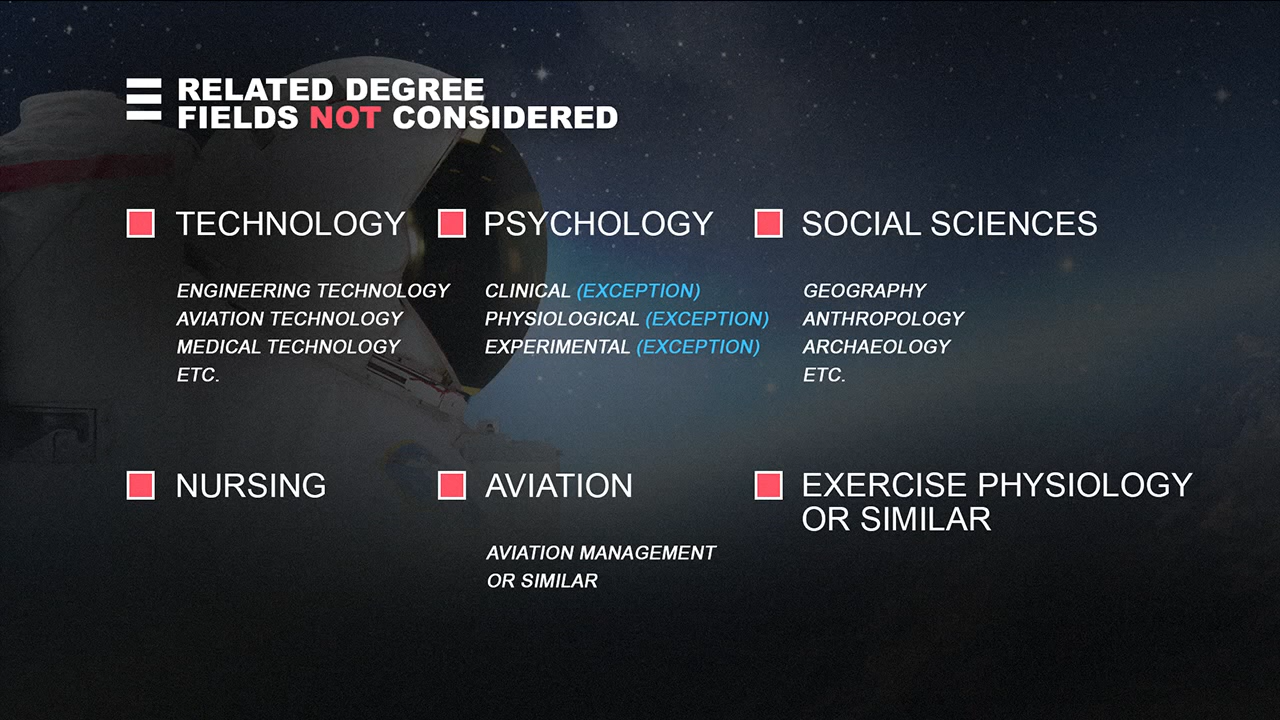 RELATED DEGREE
FIELDS NOT CONSIDERED
TECHNOLOGY
ENGINEERING TECHNOLOGY
AVIATION TECHNOLOGY
MEDICAL TECHNOLOGY
ETC.
PSYCHOLOGY
CLINICAL (EXCEPTION)
PHYSIOLOGICAL (EXCEPTION)
EXPERIMENTAL (EXCEPTION)
SOCIAL SCIENCES
GEOGRAPHY
ANTHROPOLOGY
ARCHAEOLOGY
ETC.
NURSING
AVIATION
AVIATION MANAGEMENT
OR SIMILAR
EXERCISE PHYSIOLOGY
OR SIMILAR